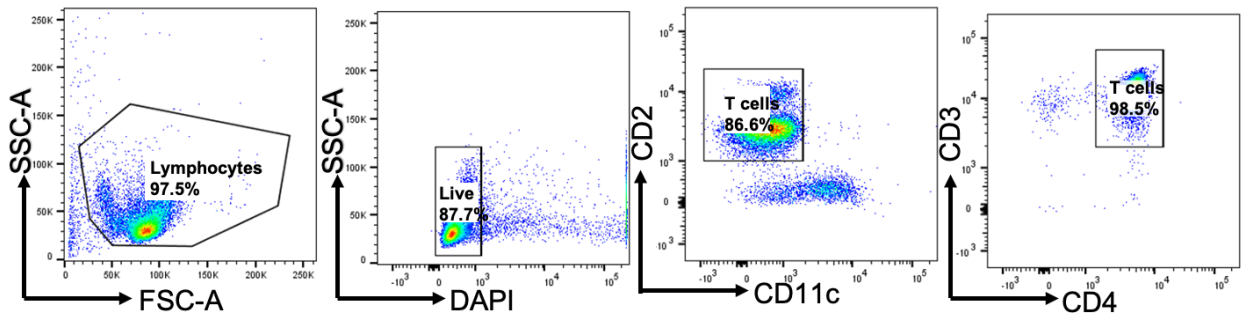 250K
200K
150K
100K
50K
0
0 50K 100K 150K 200K 250K
SSC-A
FSC-A
Lymphocytes
97.5%
250K
200K
150K
100K
50K
0
-10³ 0 10³ 10⁴ 10⁵
SSC-A
DAPI
Live
87.7%
10⁵
10⁴
10³
0
-10³
-10³ 0 10³ 10⁴ 10⁵
CD2
CD11c
T cells
86.6%
10⁵
10⁴
10³
0
-10³
-10³ 0 10³ 10⁴ 10⁵
CD3
CD4
T cells
98.5%